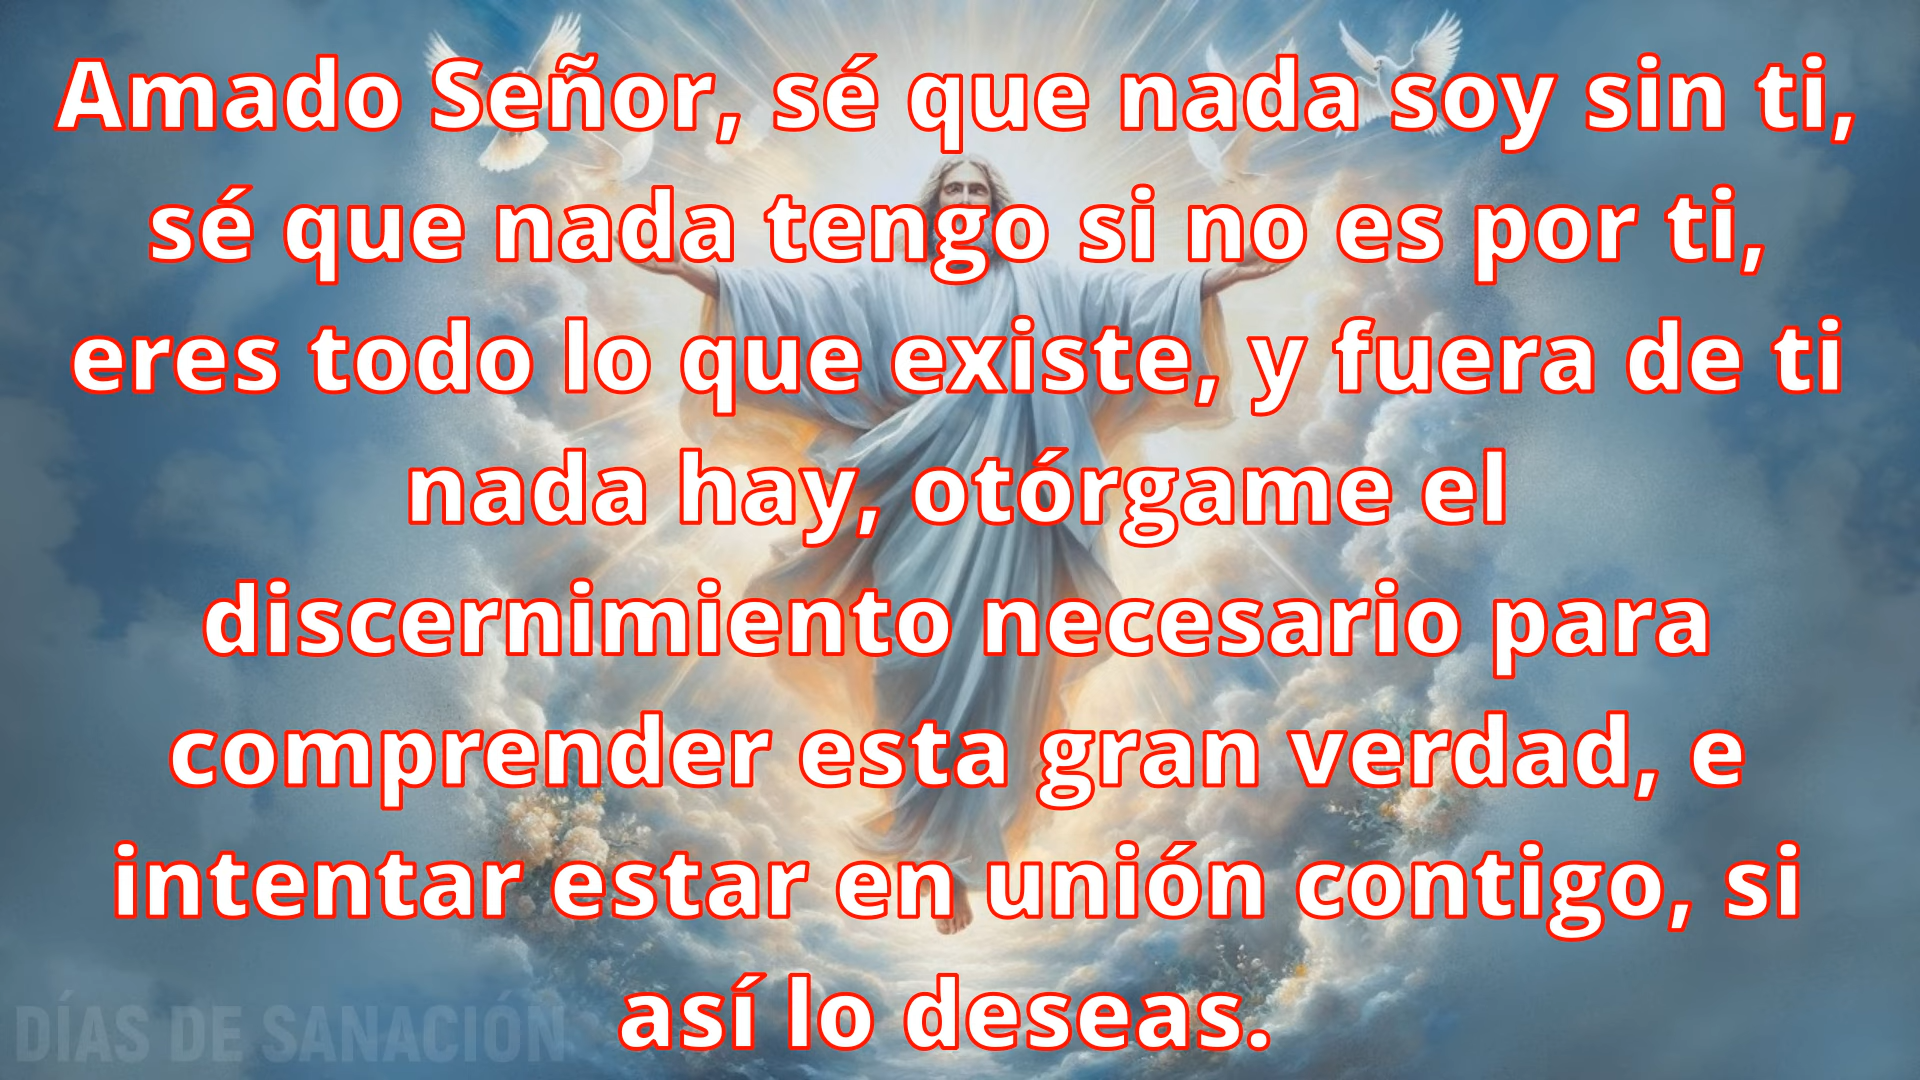 Amado Señor, sé que nada soy sin ti,
sé que nada tengo si no es por ti,
eres todo lo que existe, y fuera de ti
nada hay, otórgame el
discernimiento necesario para
comprender esta gran verdad, e
intentar estar en unión contigo, si
así lo deseas.
DÍAS DE SANACIÓN